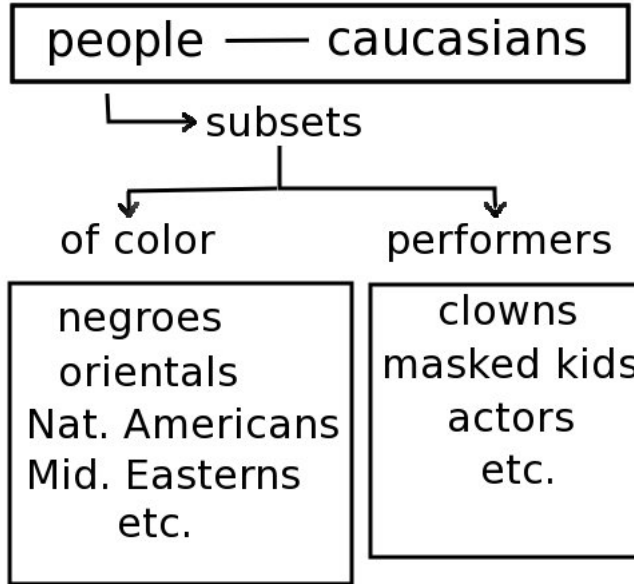 people — caucasians
subsets
of color
performers
negroes
orientals
Nat. Americans
Mid. Easterns
etc.
clowns
masked kids
actors
etc.